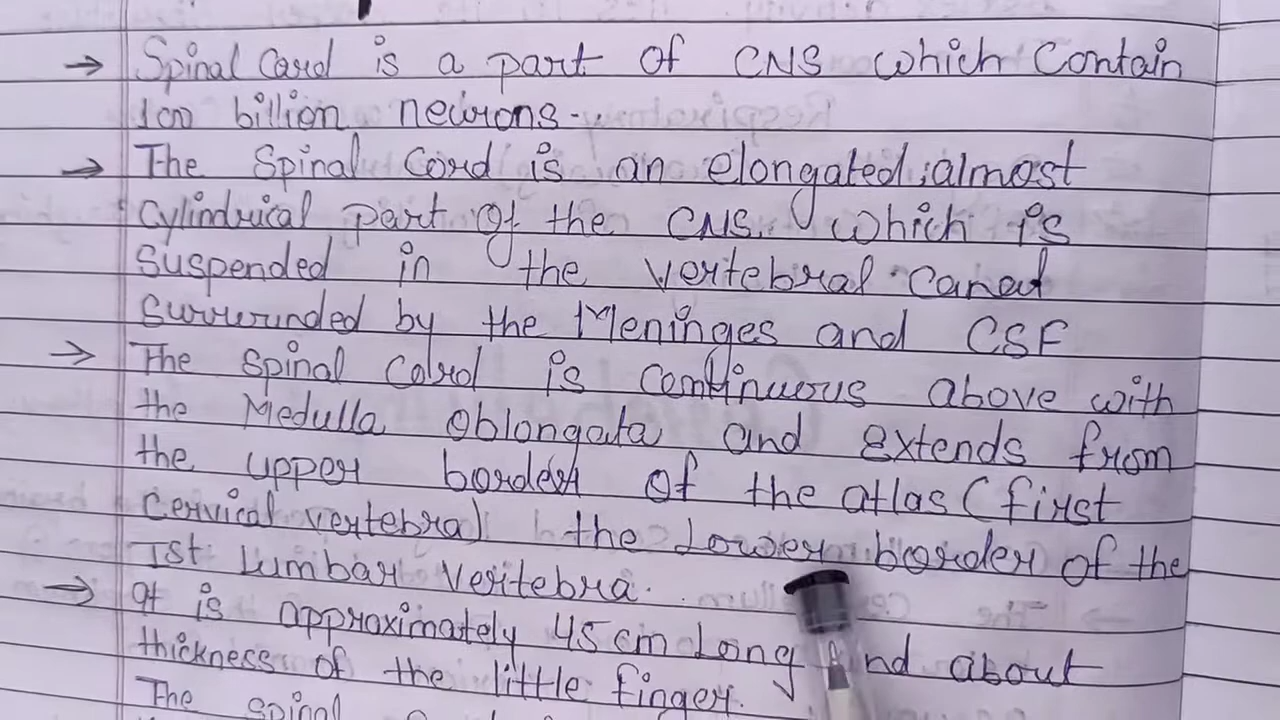 → Spinal Cord is a part of CNS which Contain
100 billion neurons.
→ The Spinal Cord is an elongated, almost
Cylindrical part of the CNS, which is
Suspended in the vertebral canal
Surrounded by the Meninges and CSF
→ The Spinal Cord is continuous above with
the Medulla Oblongata and extends from
the upper border of the atlas (first
Cervical vertebra) the Lower border of the
Ist Lumbar Vertebra.
→ It is approximately 45 cm Long and about
thickness of the little finger.
The spinal